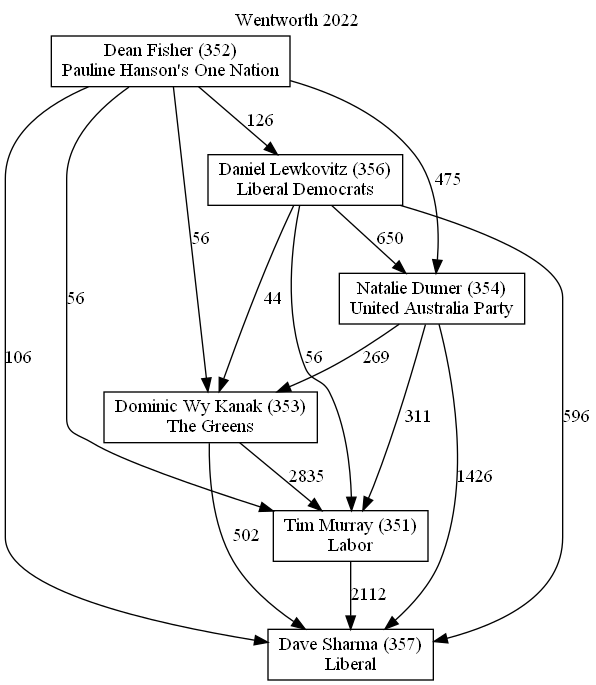 Wentworth 2022
Dean Fisher (352)
Pauline Hanson's One Nation
126
Daniel Lewkovitz (356)
Liberal Democrats
475
56
650
Natalie Dumer (354)
United Australia Party
56
44
106
56
269
Dominic Wy Kanak (353)
The Greens
311
596
2835
1426
502
Tim Murray (351)
Labor
2112
Dave Sharma (357)
Liberal